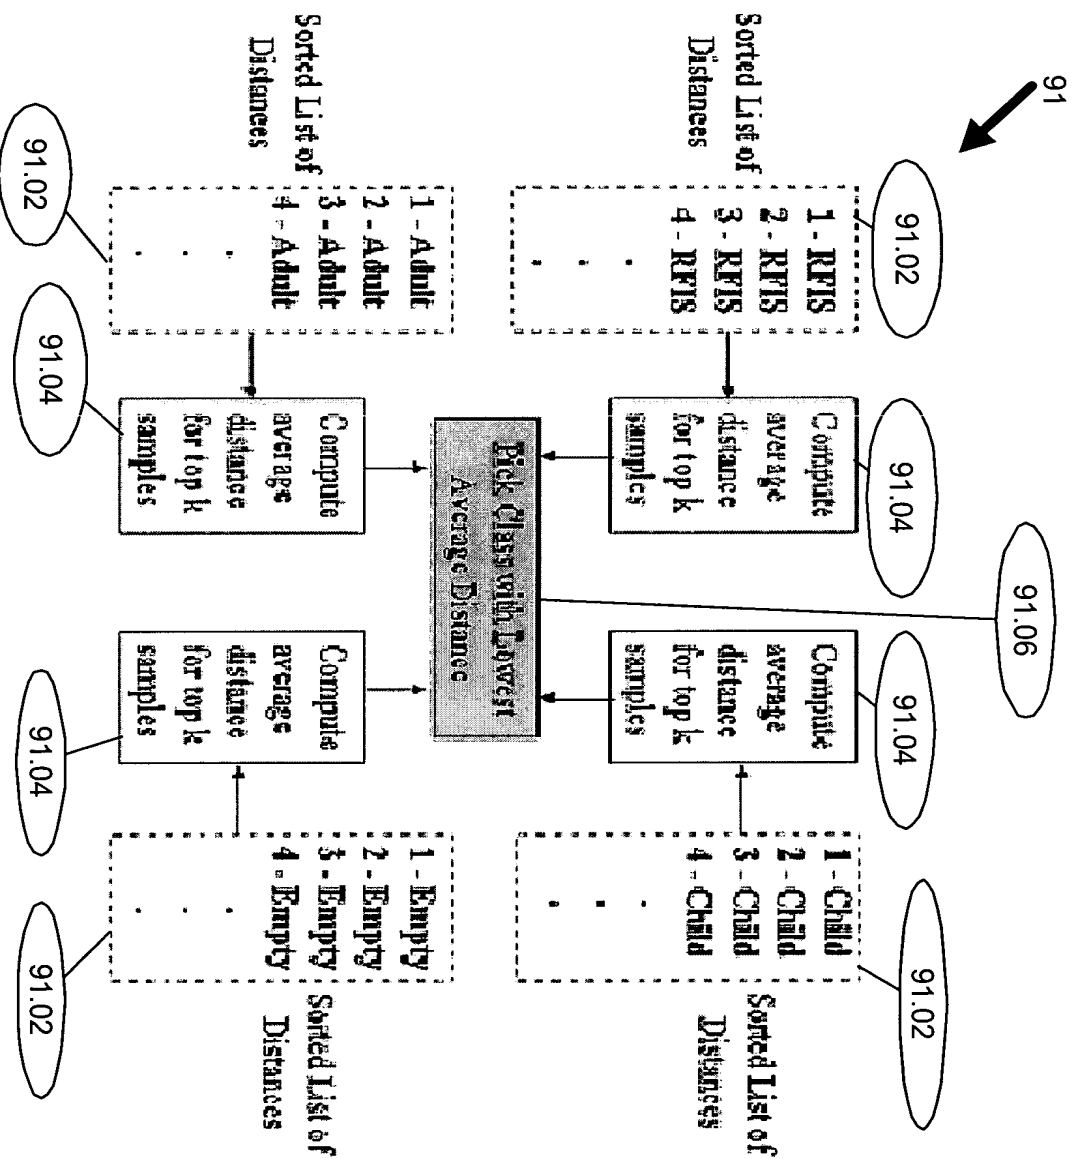 91
91.02
Sorted List of
Distances
1 - RFIS
2 - RFIS
3 - RFIS
4 - RFIS
.
.
.
91.04
Compute
average
distance
for top k
samples
91.06
91.04
Compute
average
distance
for top k
samples
91.02
1 - Child
2 - Child
3 - Child
4 - Child
.
.
.
Sorted List of
Distances
Pick Class with Lowest
Average Distance
Sorted List of
Distances
1 - Adult
2 - Adult
3 - Adult
4 - Adult
.
.
.
91.02
Compute
average
distance
for top k
samples
91.04
Compute
average
distance
for top k
samples
91.04
1 - Empty
2 - Empty
3 - Empty
4 - Empty
.
.
.
Sorted List of
Distances
91.02